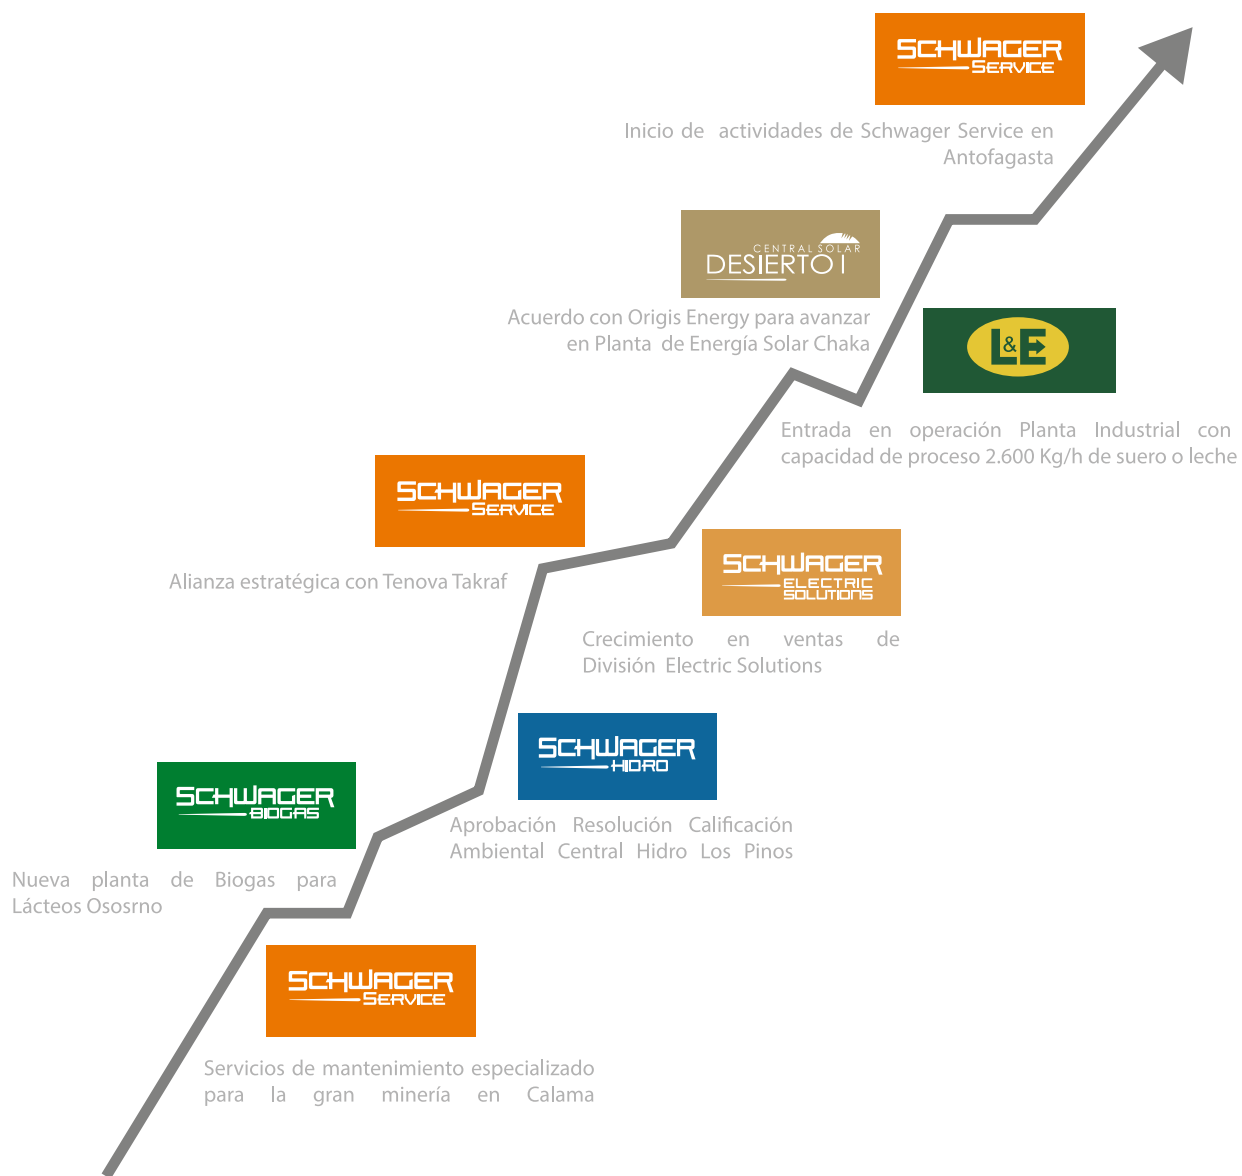 SCHWAGER
SERVICE
Inicio de actividades de Schwager Service en
Antofagasta
CENTRAL SOLAR
DESIERTO I
Acuerdo con Origis Energy para avanzar
en Planta de Energía Solar Chaka
L&E
Entrada en operación Planta Industrial con
capacidad de proceso 2.600 Kg/h de suero o leche
SCHWAGER
SERVICE
Alianza estratégica con Tenova Takraf
SCHWAGER
ELECTRIC
SOLUTIONS
Crecimiento en ventas de
División Electric Solutions
SCHWAGER
HIDRO
Aprobación Resolución Calificación
Ambiental Central Hidro Los Pinos
SCHWAGER
BIOGAS
Nueva planta de Biogas para
Lácteos Ososrno
SCHWAGER
SERVICE
Servicios de mantenimiento especializado
para la gran minería en Calama